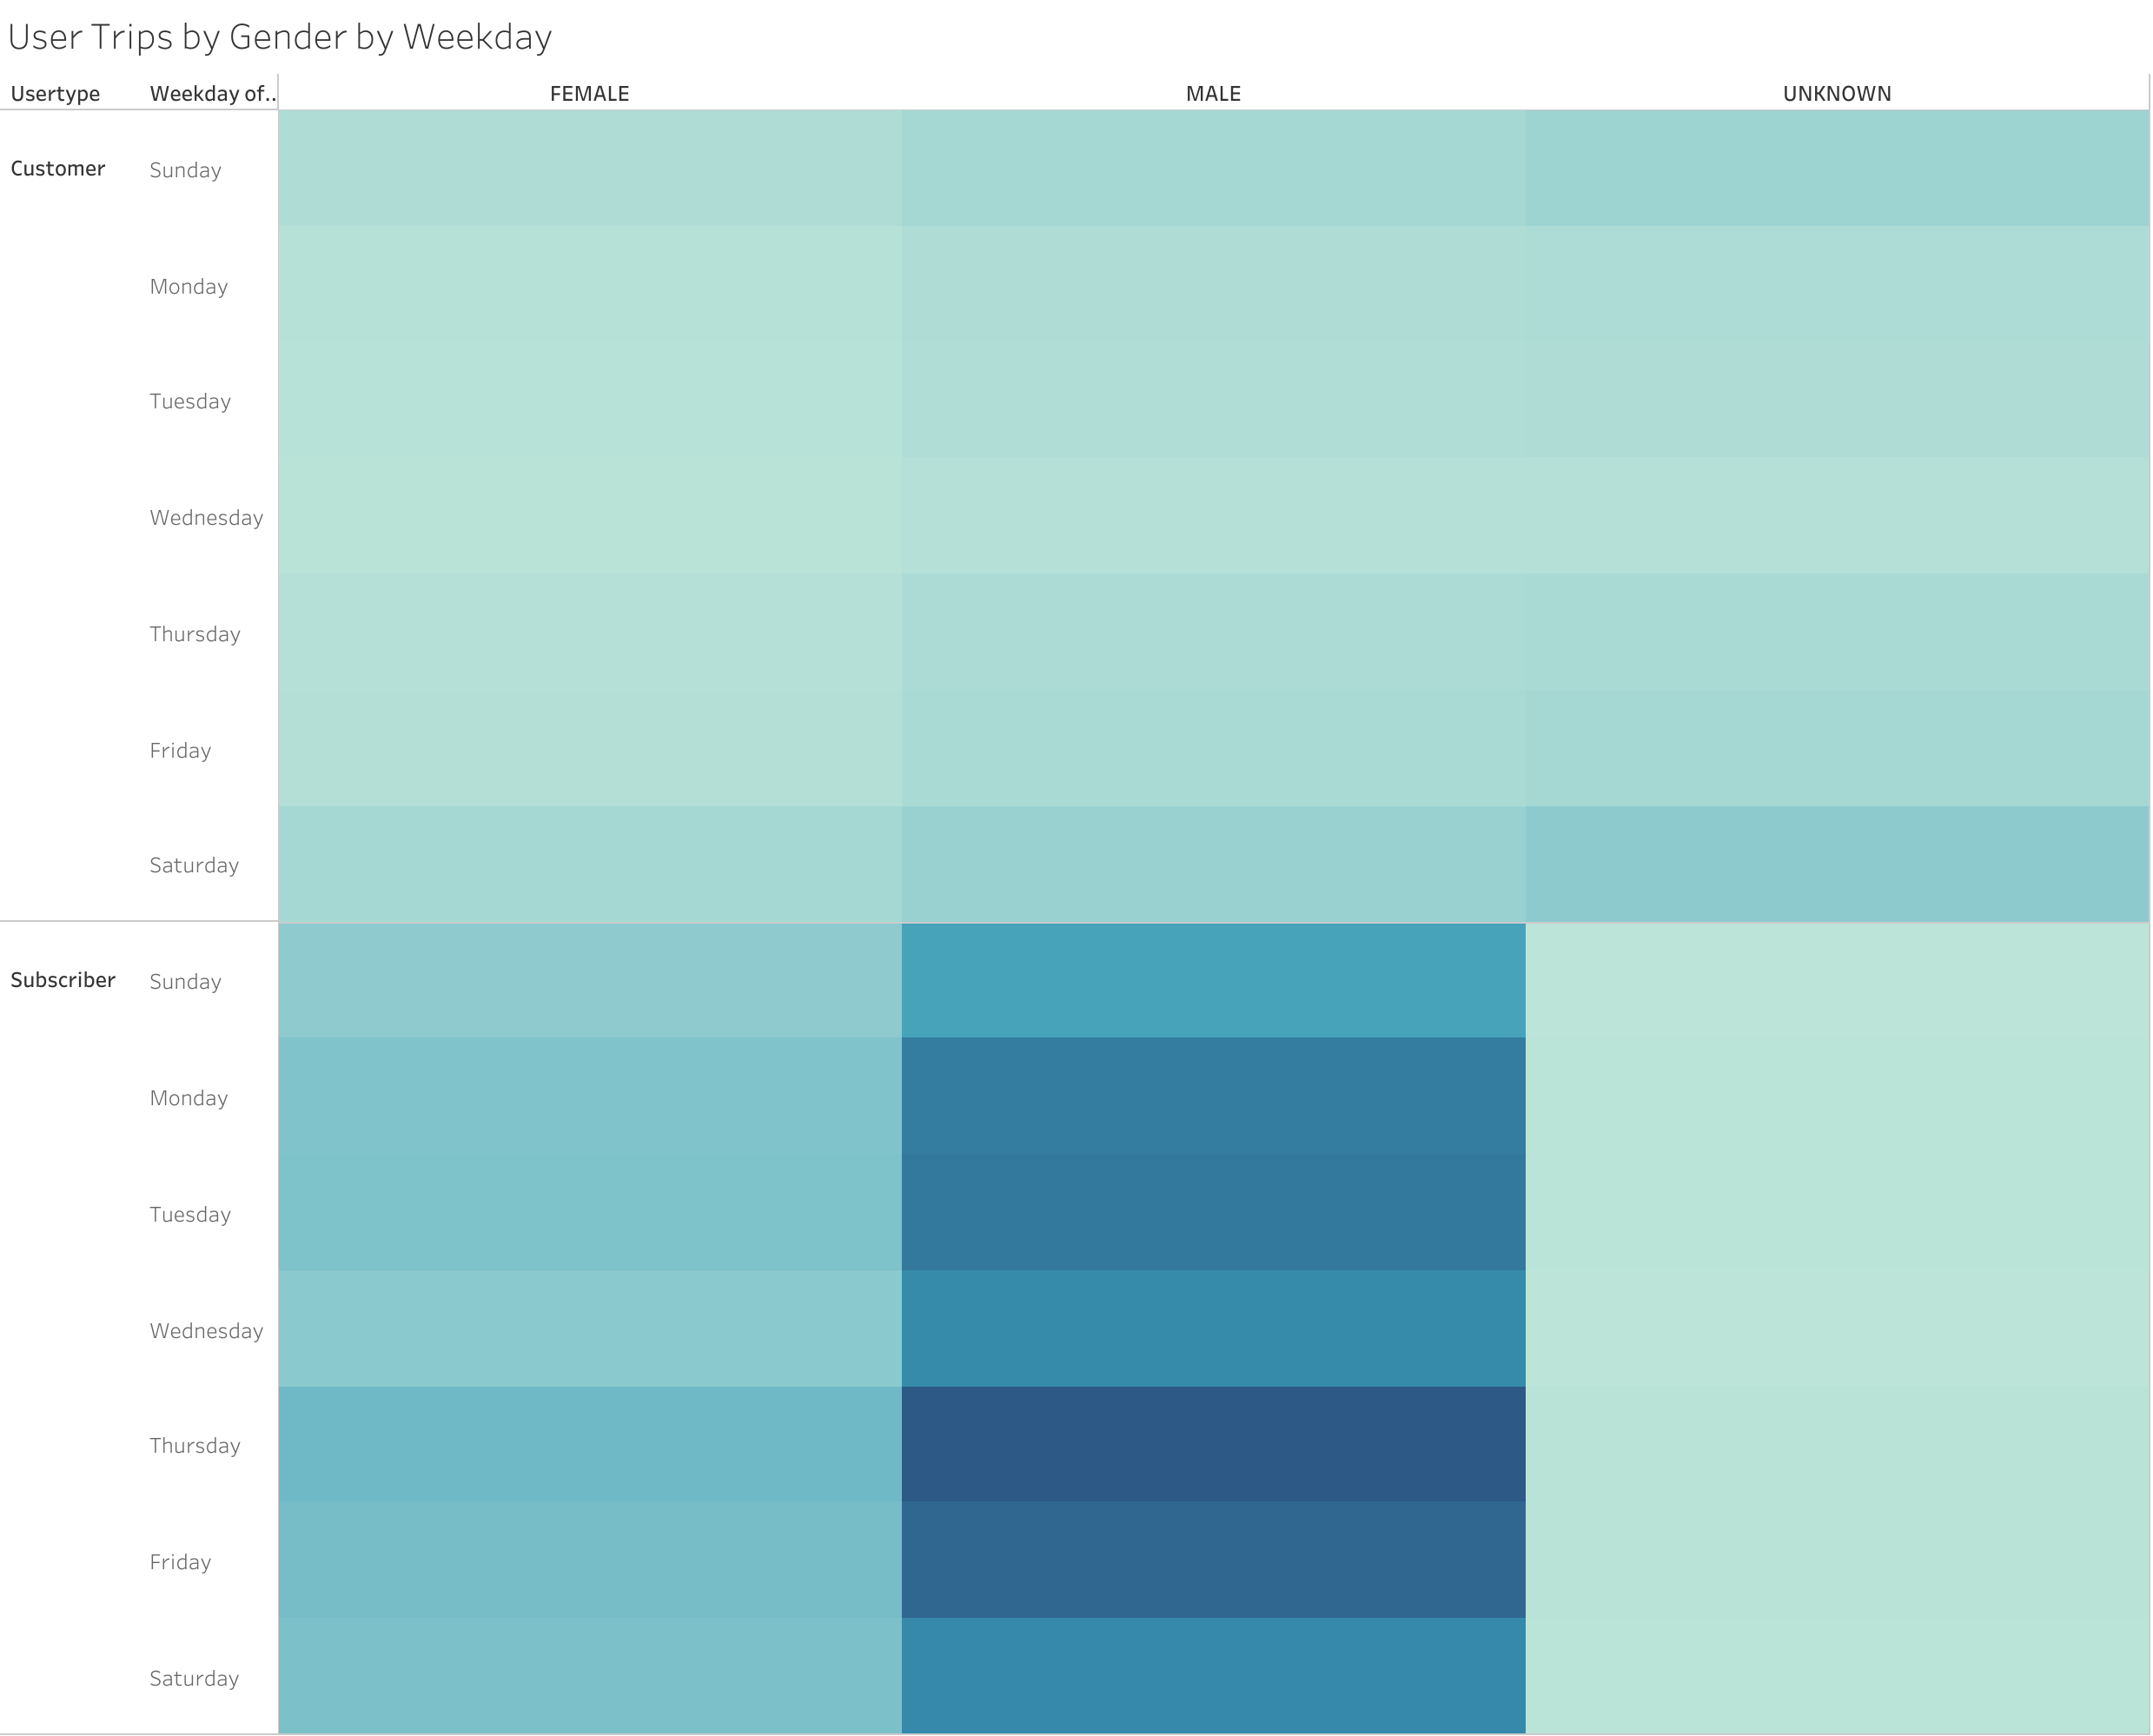 User Trips by Gender by Weekday
Usertype Weekday of.. FEMALE MALE UNKNOWN
Customer Sunday
Monday
Tuesday
Wednesday
Thursday
Friday
Saturday
Subscriber Sunday
Monday
Tuesday
Wednesday
Thursday
Friday
Saturday